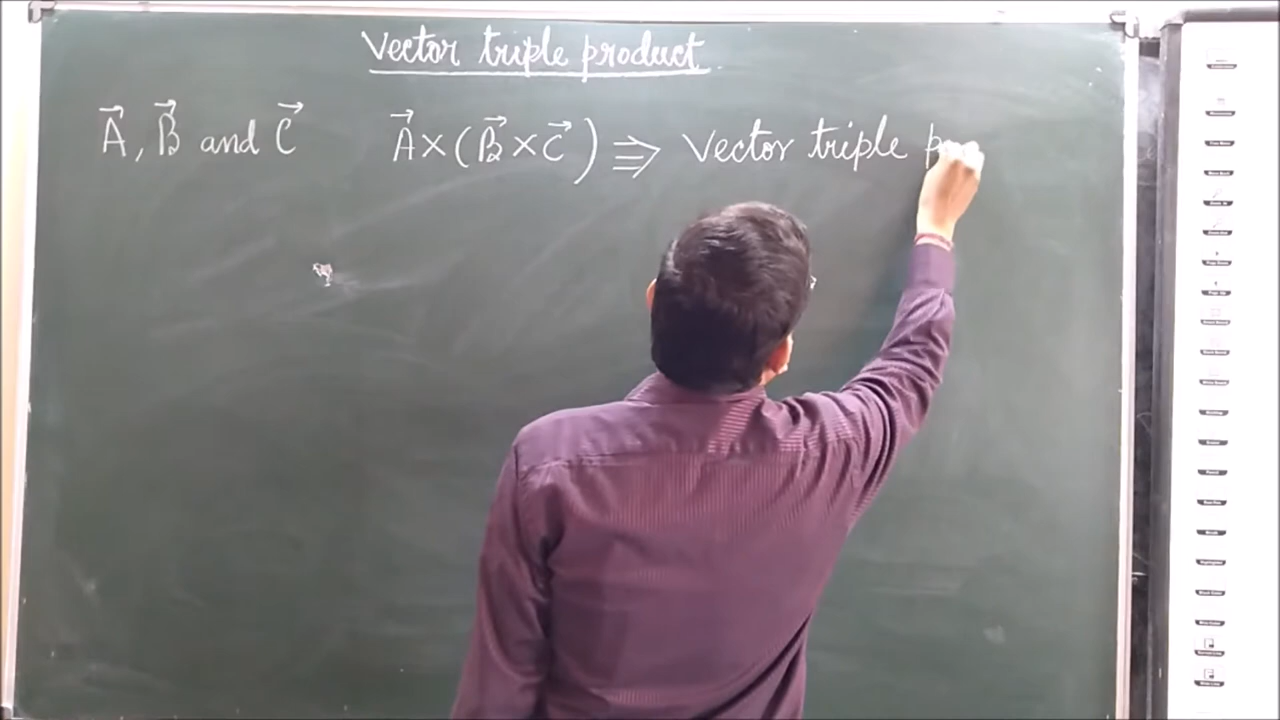 Vector triple product
A⃗, B⃗ and C⃗ A⃗×(B⃗×C⃗) ⇛ Vector triple p